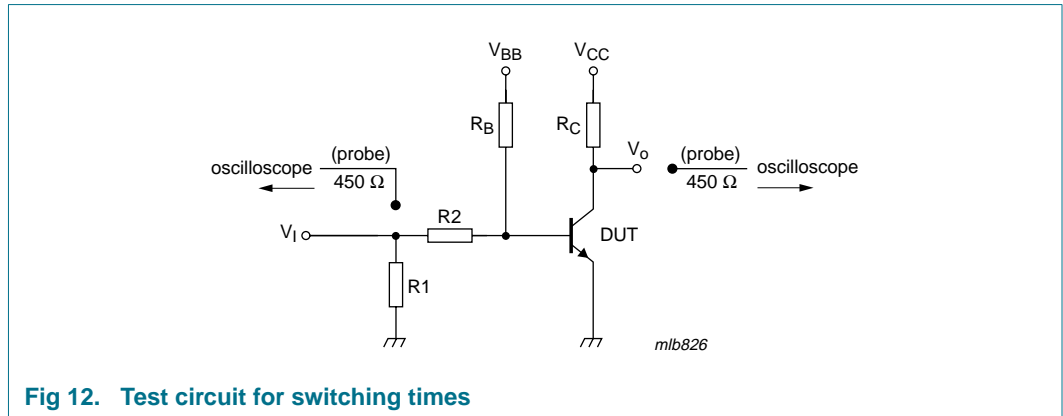 V_BB V_CC
R_B R_C
V_o
(probe) (probe)
oscilloscope oscilloscope
450 Ω 450 Ω
R2
V_I DUT
R1
mlb826
Fig 12. Test circuit for switching times